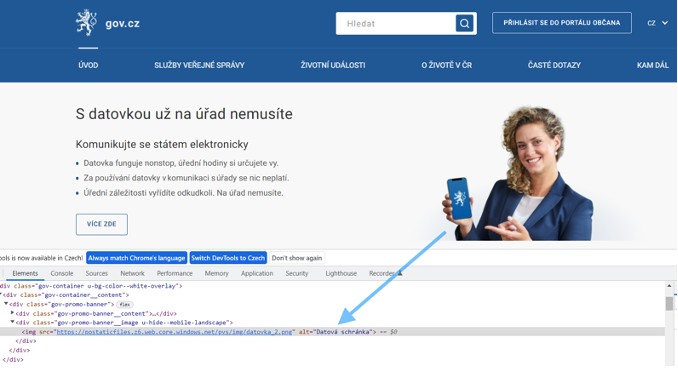 gov.cz
Hledat
PŘIHLÁSIT SE DO PORTÁLU OBČANA
CZ
ÚVOD
SLUŽBY VEŘEJNÉ SPRÁVY
ŽIVOTNÍ UDÁLOSTI
O ŽIVOTĚ V ČR
ČASTÉ DOTAZY
KAM DÁL
S datovkou už na úřad nemusíte
Komunikujte se státem elektronicky
Datovka funguje nonstop, úřední hodiny si určujete vy.
Za používání datovky v komunikaci s úřady se nic neplatí.
Úřední záležitosti vyřídíte odkudkoli. Na úřad nemusíte.
VÍCE ZDE
ools is now available in Czech!
Always match Chrome's language
Switch DevTools to Czech
Don't show again
Elements
Console
Sources
Network
Performance
Memory
Application
Security
Lighthouse
Recorder
div class="gov-container u-bg-color--white-overlay">
<div class="gov-container__content">
<div class="gov-promo-banner"> flex
<div class="gov-promo-banner__content">…</div>
<div class="gov-promo-banner__image u-hide--mobile-landscape">
<img src="https://postaticfiles.z6.web.core.windows.net/pvs/img/datovka_2.png" alt="Datová schránka"> == $0
</div>
</div>
</div>